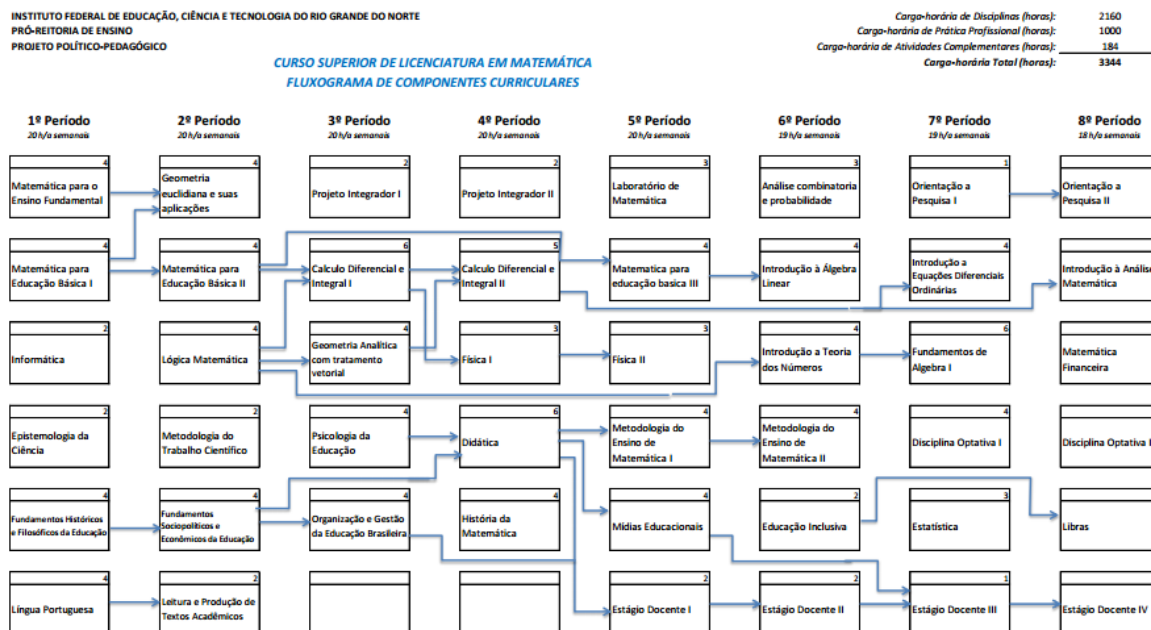 INSTITUTO FEDERAL DE EDUCAÇÃO, CIÊNCIA E TECNOLOGIA DO RIO GRANDE DO NORTE
PRÓ-REITORIA DE ENSINO
PROJETO POLÍTICO-PEDAGÓGICO
Carga-horária de Disciplinas (horas): 2160
Carga-horária de Prática Profissional (horas): 1000
Carga-horária de Atividades Complementares (horas): 184
Carga-horária Total (horas): 3344
CURSO SUPERIOR DE LICENCIATURA EM MATEMÁTICA
FLUXOGRAMA DE COMPONENTES CURRICULARES
1º Período
20 h/a semanais
2º Período
20 h/a semanais
3º Período
20 h/a semanais
4º Período
20 h/a semanais
5º Período
20 h/a semanais
6º Período
19 h/a semanais
7º Período
19 h/a semanais
8º Período
18 h/a semanais
4
Matemática para o
Ensino Fundamental
4
Geometria
euclidiana e suas
aplicações
2
Projeto Integrador I
2
Projeto Integrador II
3
Laboratório de
Matemática
3
Análise combinatoria
e probabilidade
1
Orientação a
Pesquisa I
Orientação a
Pesquisa II
4
Matemática para
Educação Básica I
4
Matemática para
Educação Básica II
6
Calculo Diferencial e
Integral I
5
Calculo Diferencial e
Integral II
4
Matematica para
educação basica III
4
Introdução à Álgebra
Linear
4
Introdução a
Equações Diferenciais
Ordinárias
Introdução à Análise
Matemática
2
Informática
4
Lógica Matemática
4
Geometria Analítica
com tratamento
vetorial
3
Física I
3
Física II
4
Introdução a Teoria
dos Números
6
Fundamentos de
Algebra I
Matemática
Financeira
2
Epistemologia da
Ciência
2
Metodologia do
Trabalho Científico
4
Psicologia da
Educação
6
Didática
4
Metodologia do
Ensino de
Matemática I
4
Metodologia do
Ensino de
Matemática II
4
Disciplina Optativa I
Disciplina Optativa
4
Fundamentos Históricos
e Filosóficos da Educação
4
Fundamentos
Sociopolíticos e
Econômicos da Educação
4
Organização e Gestão
da Educação Brasileira
4
História da
Matemática
4
Mídias Educacionais
2
Educação Inclusiva
3
Estatística
Libras
4
Língua Portuguesa
2
Leitura e Produção de
Textos Acadêmicos
2
Estágio Docente I
2
Estágio Docente II
1
Estágio Docente III
Estágio Docente IV